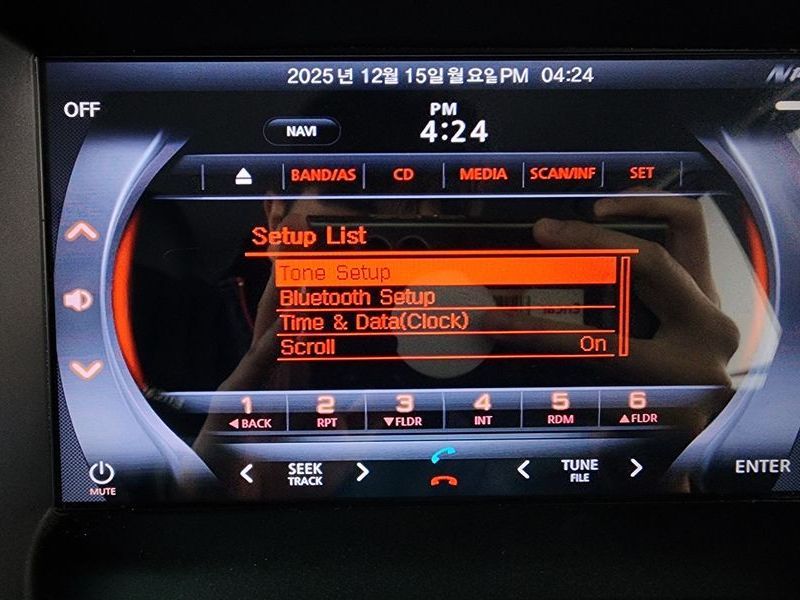 2025년 12월 15일월요일PM 04:24
OFF
PM
4:24
NAVI
BAND/AS CD MEDIA SCAN/INF SET
Setup List
Tone Setup
Bluetooth Setup
Time & Data(Clock)
Scroll On
1 2 3 4 5 6
◀BACK RPT ▼FLDR INT RDM ▲FLDR
MUTE
< SEEK TRACK >
< TUNE FILE >
ENTER